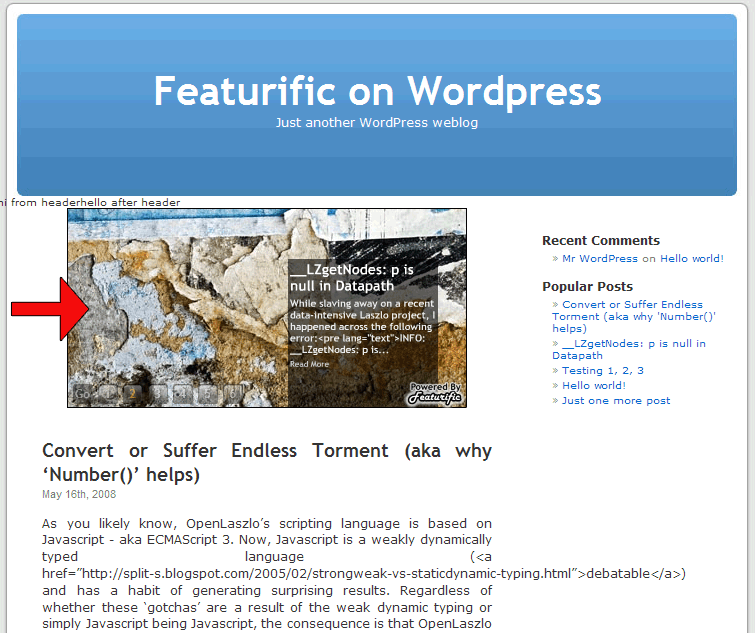 Featurific on Wordpress
Just another WordPress weblog
hi from headerhello after header
__LZgetNodes: p is
null in Datapath
While slaving away on a recent
data-intensive Laszlo project, I
happened across the following
error:<pre lang="text">INFO:
__LZgetNodes: p is...
Read More
Go 1 2 3 4 5 6
Powered By
Featurific
Recent Comments
» Mr WordPress on Hello world!
Popular Posts
» Convert or Suffer Endless
Torment (aka why 'Number()'
helps)
» __LZgetNodes: p is null in
Datapath
» Testing 1, 2, 3
» Hello world!
» Just one more post
Convert or Suffer Endless Torment (aka why
‘Number()’ helps)
May 16th, 2008
As you likely know, OpenLaszlo’s scripting language is based on
Javascript - aka ECMAScript 3. Now, Javascript is a weakly dynamically
typed language (<a
href=”http://split-s.blogspot.com/2005/02/strongweak-vs-staticdynamic-typing.html”>debatable</a>)
and has a habit of generating surprising results. Regardless of
whether these ‘gotchas’ are a result of the weak dynamic typing or
simply Javascript being Javascript, the consequence is that OpenLaszlo